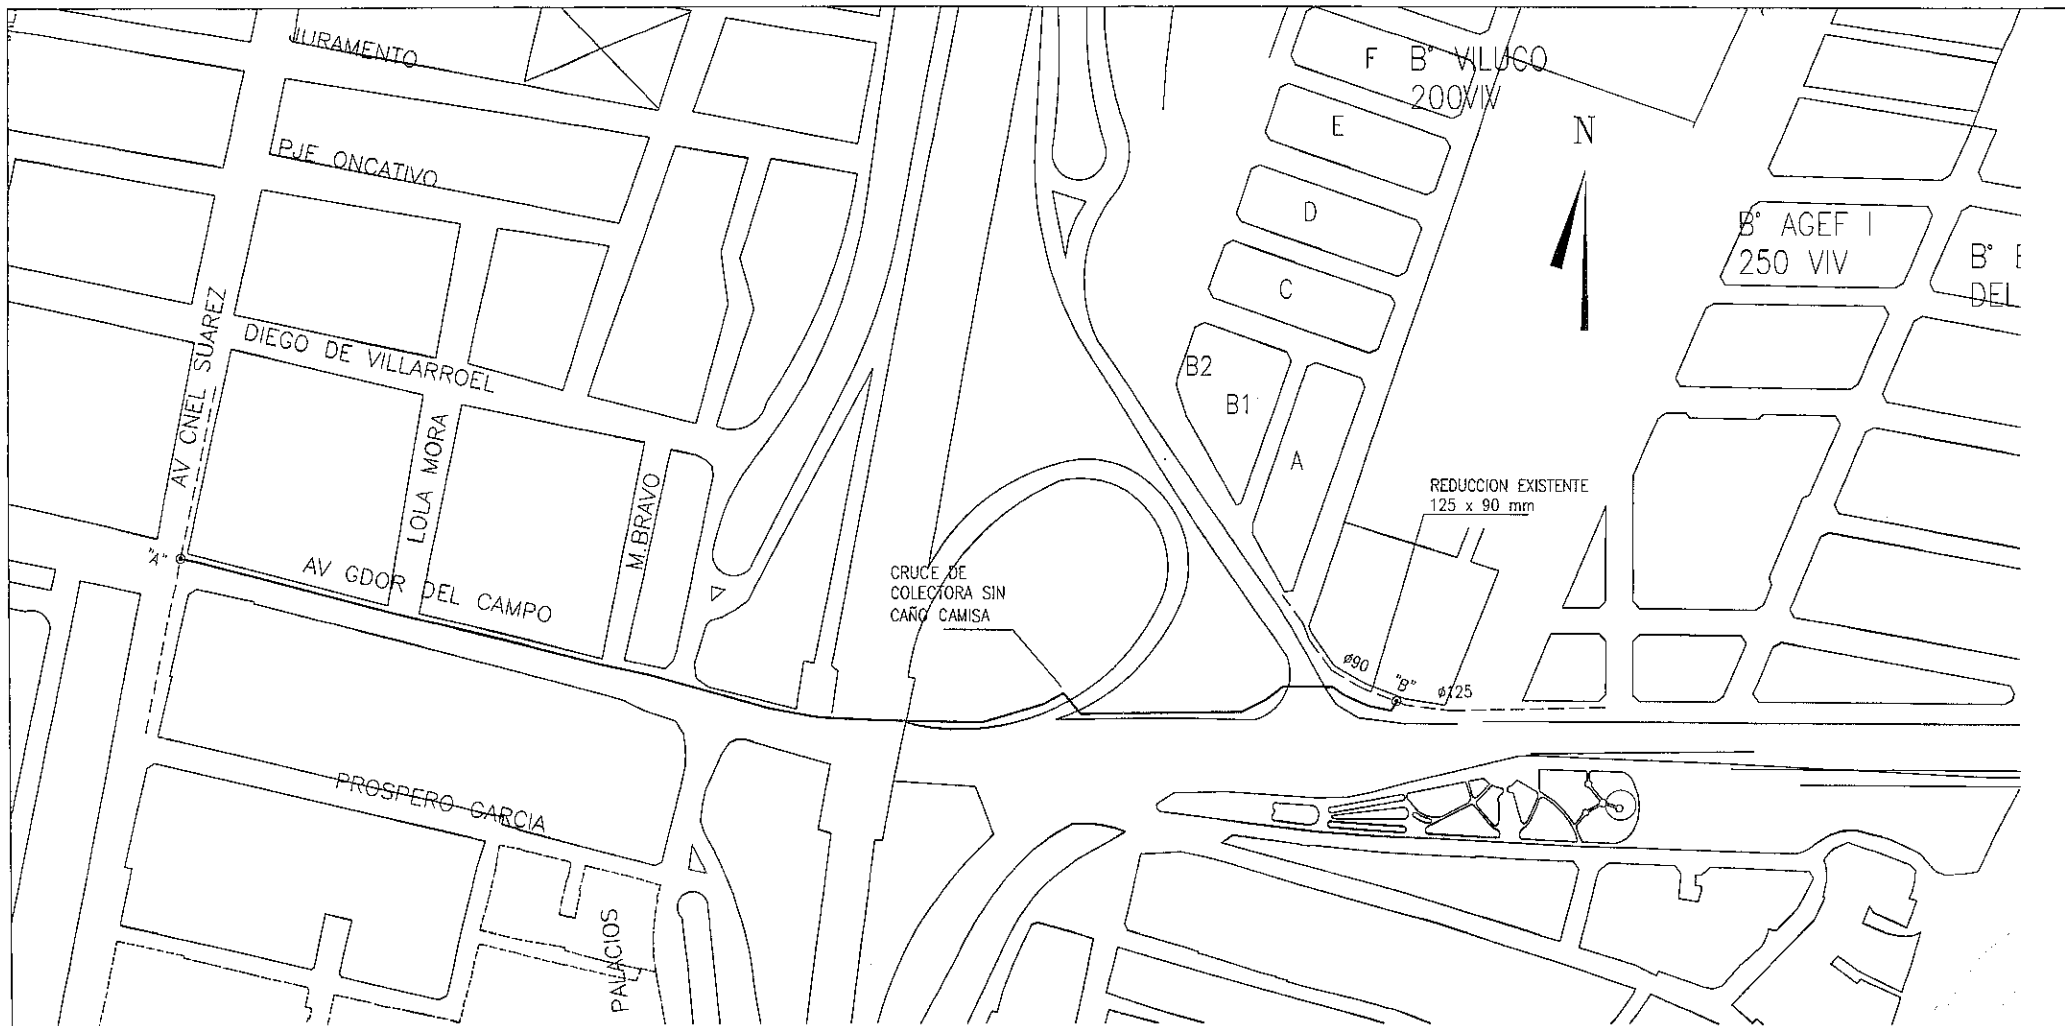 JURAMENTO
PJE ONCATIVO
F
B° VILUCO
200VIV
E
D
C
B2
B1
A
N
B° AGEF I
250 VIV
B°
DEL
AV CNEL SUAREZ
DIEGO DE VILLARROEL
LOLA MORA
M.BRAVO
"A"
AV GDOR DEL CAMPO
CRUCE DE
COLECTORA SIN
CAÑO CAMISA
REDUCCION EXISTENTE
125 x 90 mm
ø90
"B"
ø125
PROSPERO GARCIA
PALACIOS